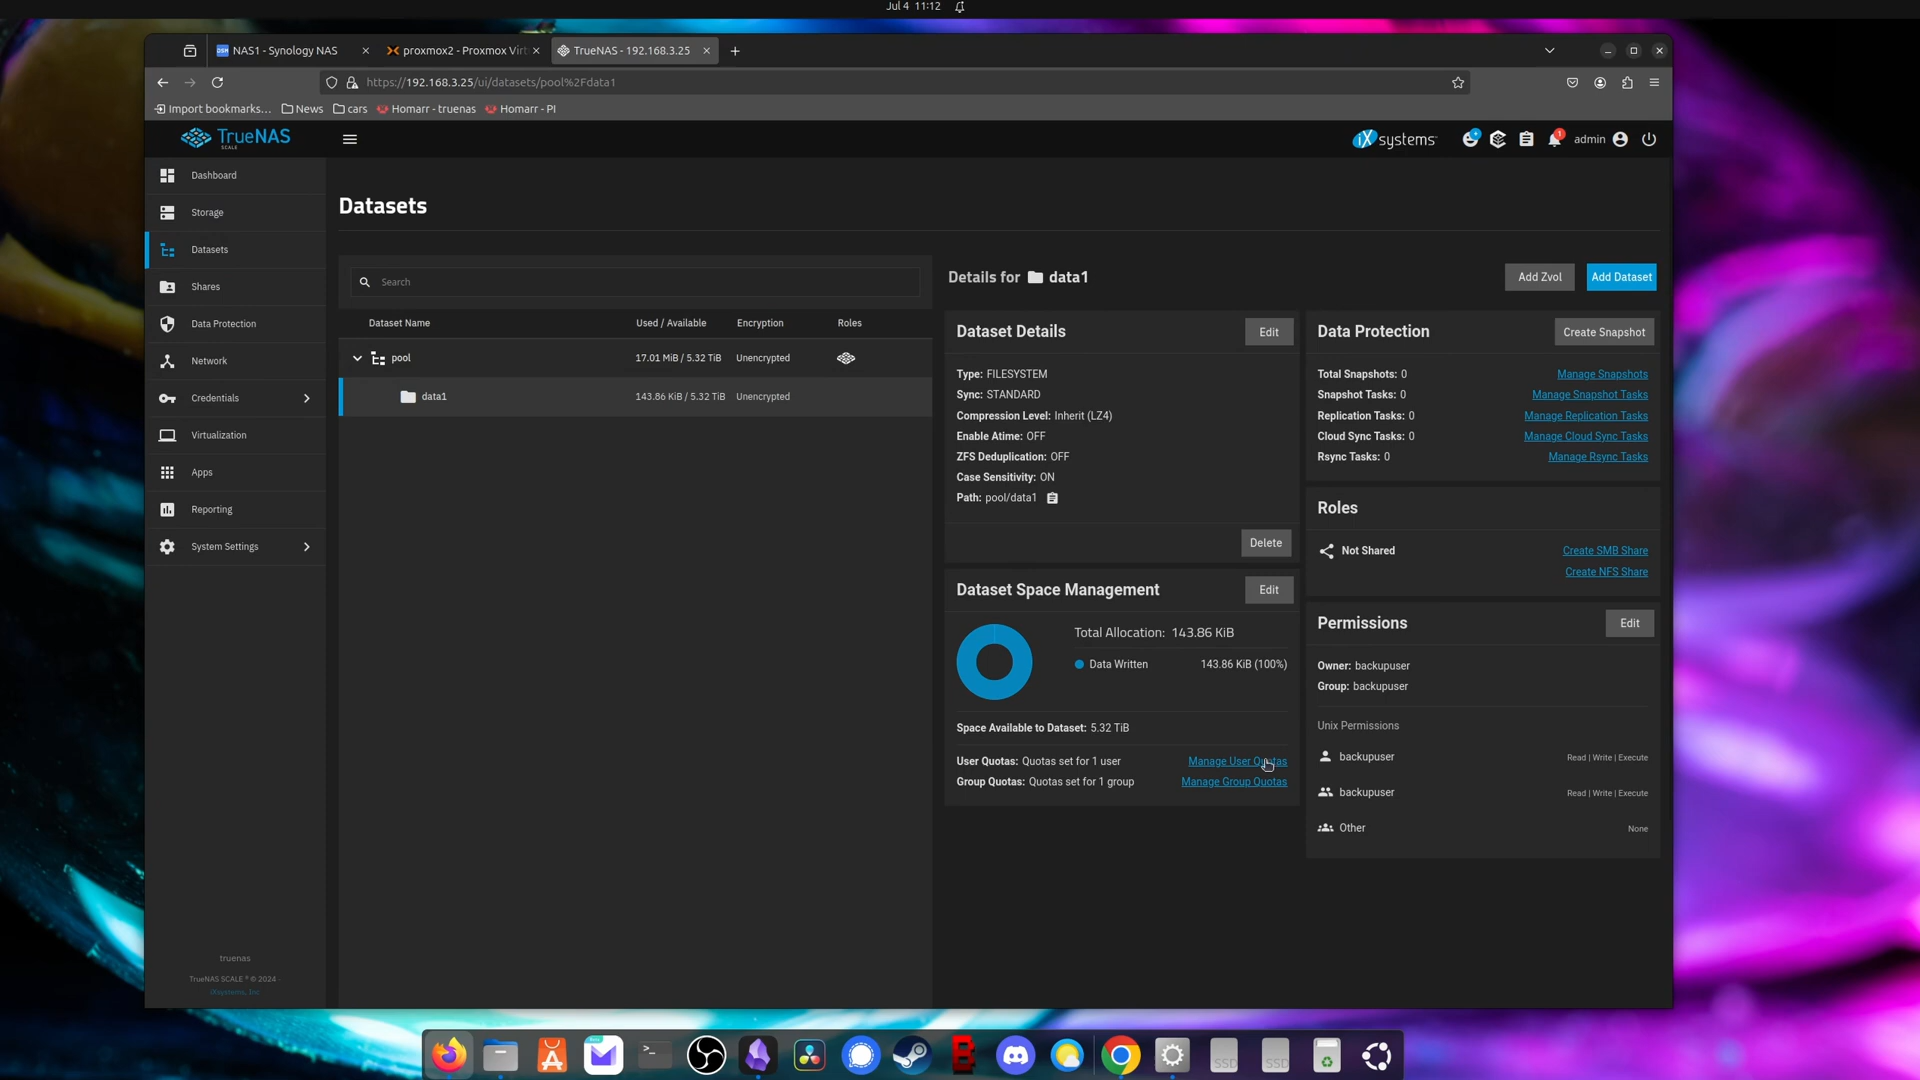 Jul 4 11:12
NAS1 - Synology NAS
proxmox2 - Proxmox Virt
TrueNAS - 192.168.3.25
https://192.168.3.25/ui/datasets/pool%2Fdata1
Import bookmarks...
News
cars
Homarr - truenas
Homarr - PI
TrueNAS
SCALE
iXsystems
1
admin
Dashboard
Storage
Datasets
Shares
Data Protection
Network
Credentials
Virtualization
Apps
Reporting
System Settings
truenas
TrueNAS SCALE ® © 2024 -
iXsystems, Inc
Datasets
Search
Dataset Name Used / Available Encryption Roles
pool 17.01 MiB / 5.32 TiB Unencrypted
data1 143.86 KiB / 5.32 TiB Unencrypted
Details for data1
Add Zvol
Add Dataset
Dataset Details
Edit
Type: FILESYSTEM
Sync: STANDARD
Compression Level: Inherit (LZ4)
Enable Atime: OFF
ZFS Deduplication: OFF
Case Sensitivity: ON
Path: pool/data1
Delete
Dataset Space Management
Edit
Total Allocation: 143.86 KiB
Data Written 143.86 KiB (100%)
Space Available to Dataset: 5.32 TiB
User Quotas: Quotas set for 1 user Manage User Quotas
Group Quotas: Quotas set for 1 group Manage Group Quotas
Data Protection
Create Snapshot
Total Snapshots: 0 Manage Snapshots
Snapshot Tasks: 0 Manage Snapshot Tasks
Replication Tasks: 0 Manage Replication Tasks
Cloud Sync Tasks: 0 Manage Cloud Sync Tasks
Rsync Tasks: 0 Manage Rsync Tasks
Roles
Not Shared Create SMB Share
Create NFS Share
Permissions
Edit
Owner: backupuser
Group: backupuser
Unix Permissions
backupuser Read | Write | Execute
backupuser Read | Write | Execute
Other None
SSD
SSD